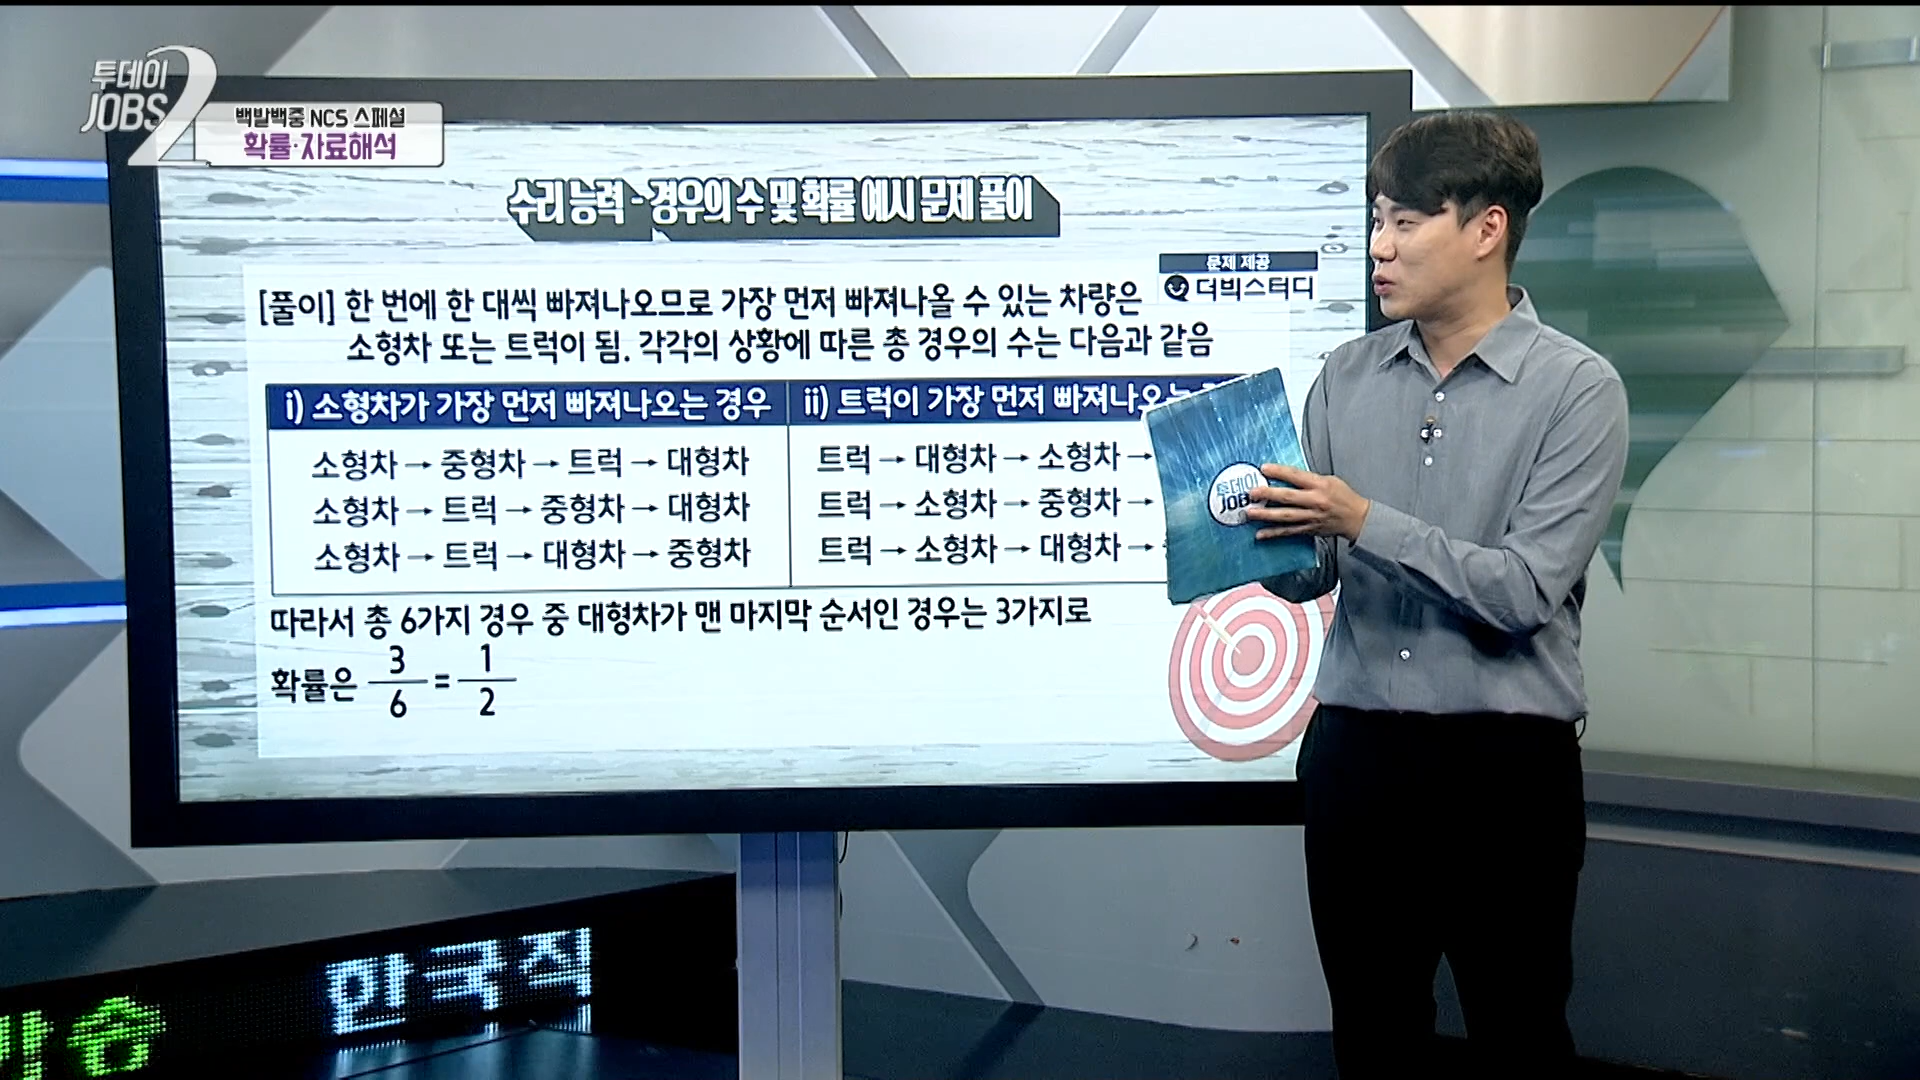 투데이
JOBS 2
백발백중 NCS 스페셜
확률·자료해석
수리 능력 - 경우의 수 및 확률 예시 문제 풀이
문제 제공
더빅스터디
[풀이] 한 번에 한 대씩 빠져나오므로 가장 먼저 빠져나올 수 있는 차량은
소형차 또는 트럭이 됨. 각각의 상황에 따른 총 경우의 수는 다음과 같음
i) 소형차가 가장 먼저 빠져나오는 경우
소형차 → 중형차 → 트럭 → 대형차
소형차 → 트럭 → 중형차 → 대형차
소형차 → 트럭 → 대형차 → 중형차
ii) 트럭이 가장 먼저 빠져나오는
트럭 → 대형차 → 소형차 →
트럭 → 소형차 → 중형차 →
트럭 → 소형차 → 대형차 →
따라서 총 6가지 경우 중 대형차가 맨 마지막 순서인 경우는 3가지로
확률은 3/6 = 1/2
투데이
JOBS
방송
한국직